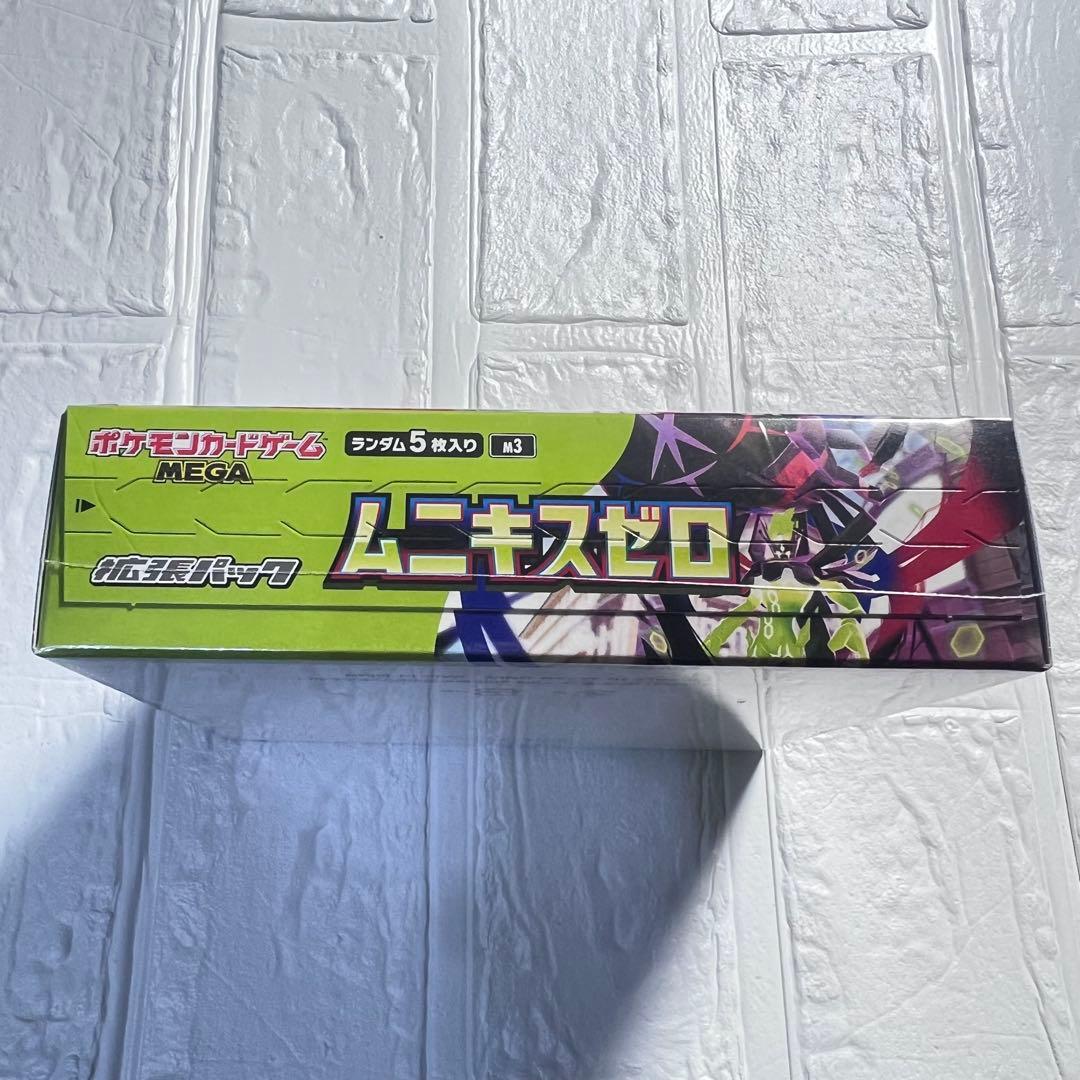 ポケモンカードゲーム
MEGA
ランダム5枚入り
M3
拡張パック
ムニキスゼロ